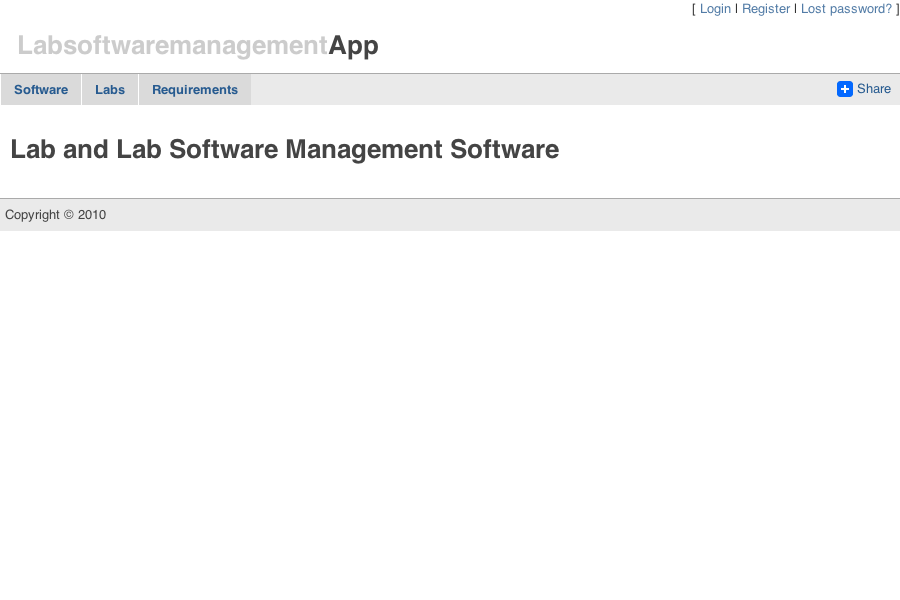 [ Login | Register | Lost password? ]
LabsoftwaremanagementApp
Software Labs Requirements Share
Lab and Lab Software Management Software
Copyright © 2010